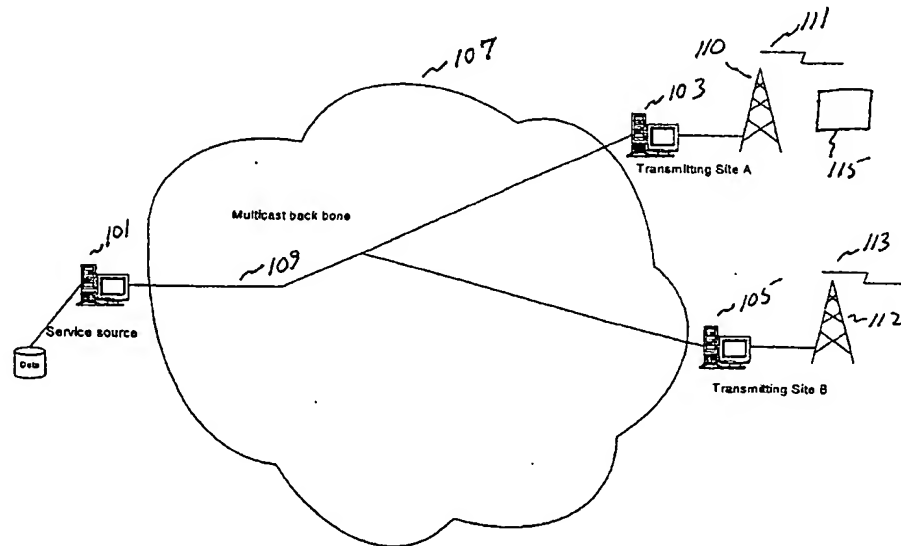 107
111
110
103
115
Transmitting Site A
Multicast back bone
101
109
113
105
112
Service source
Data
Transmitting Site B